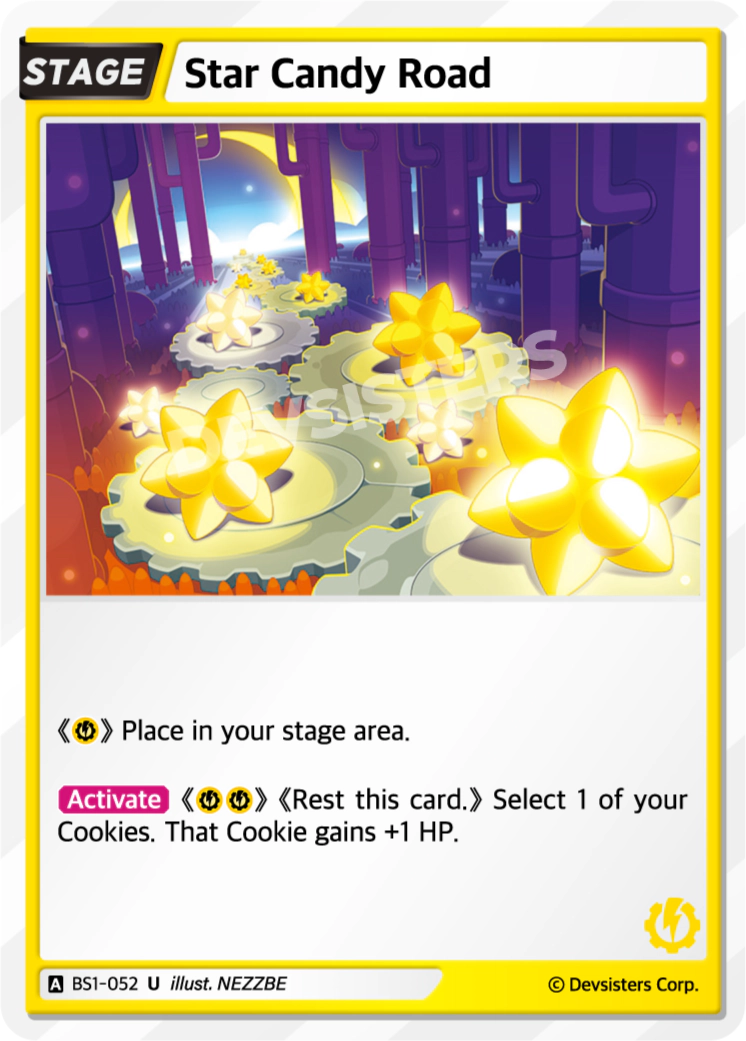 STAGE
Star Candy Road
DEVSISTERS
《》 Place in your stage area.
Activate 《》《Rest this card.》 Select 1 of your
Cookies. That Cookie gains +1 HP.
A BS1-052 U illust. NEZZBE
© Devsisters Corp.